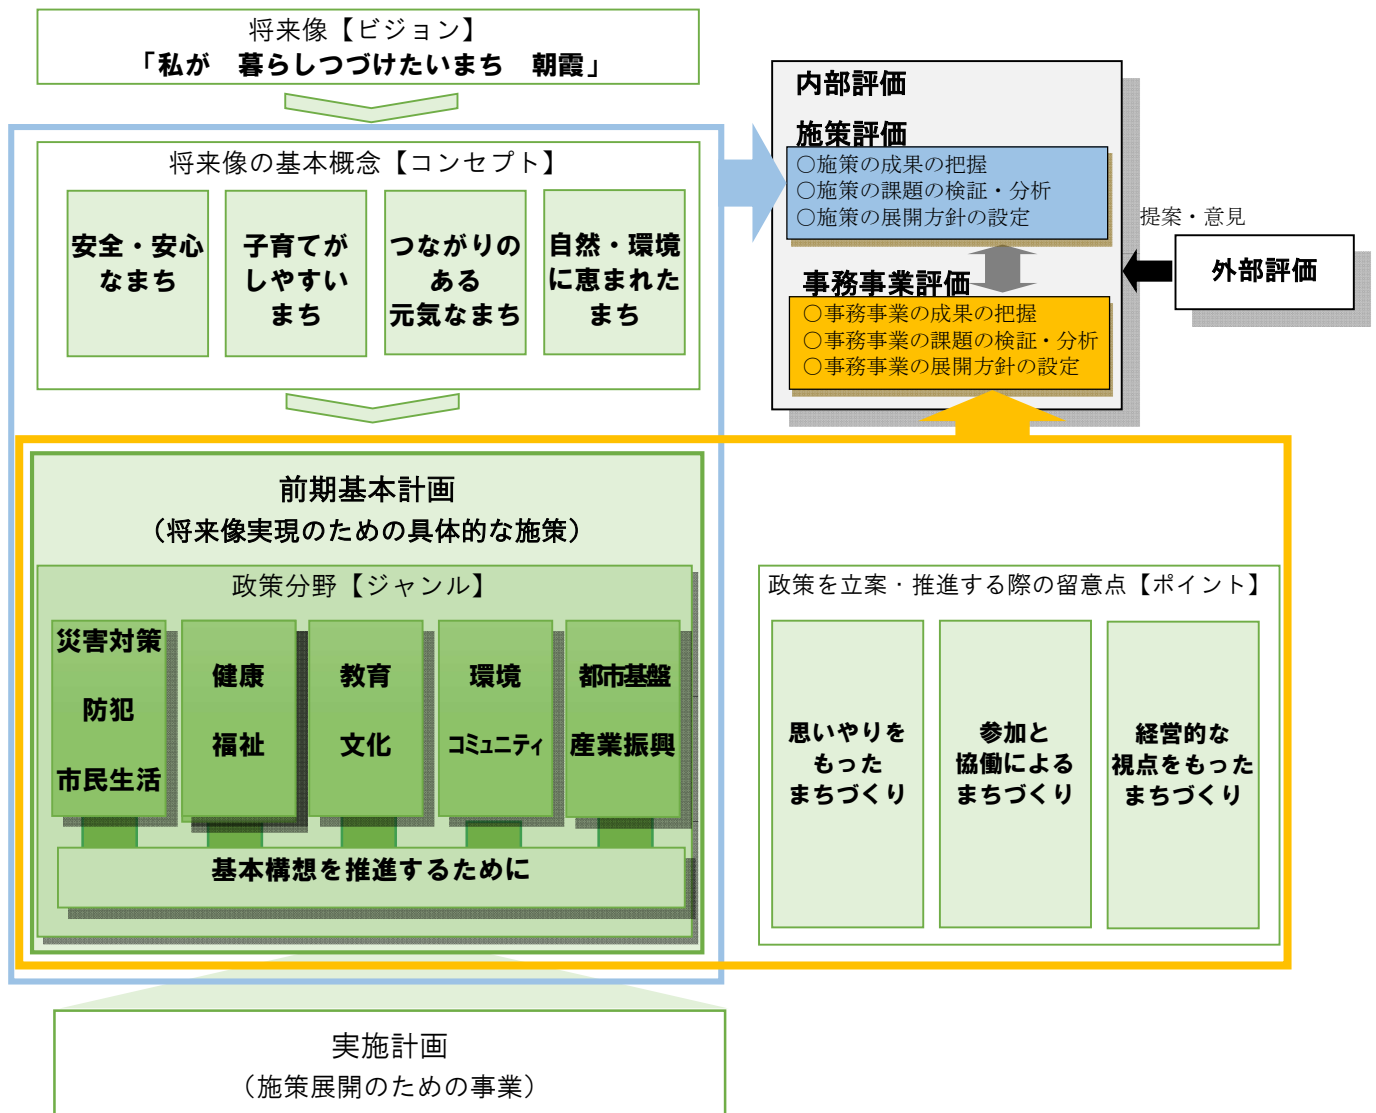 将来像【ビジョン】
「私が　暮らしつづけたいまち　朝霞」
将来像の基本概念【コンセプト】
安全・安心
なまち
子育てが
しやすい
まち
つながりの
ある
元気なまち
自然・環境
に恵まれた
まち
内部評価
施策評価
〇施策の成果の把握
〇施策の課題の検証・分析
〇施策の展開方針の設定
事務事業評価
〇事務事業の成果の把握
〇事務事業の課題の検証・分析
〇事務事業の展開方針の設定
提案・意見
外部評価
前期基本計画
（将来像実現のための具体的な施策）
政策分野【ジャンル】
災害対策
防犯
市民生活
健康
福祉
教育
文化
環境
コミュニティ
都市基盤
産業振興
基本構想を推進するために
政策を立案・推進する際の留意点【ポイント】
思いやりを
もった
まちづくり
参加と
協働による
まちづくり
経営的な
視点をもった
まちづくり
実施計画
（施策展開のための事業）